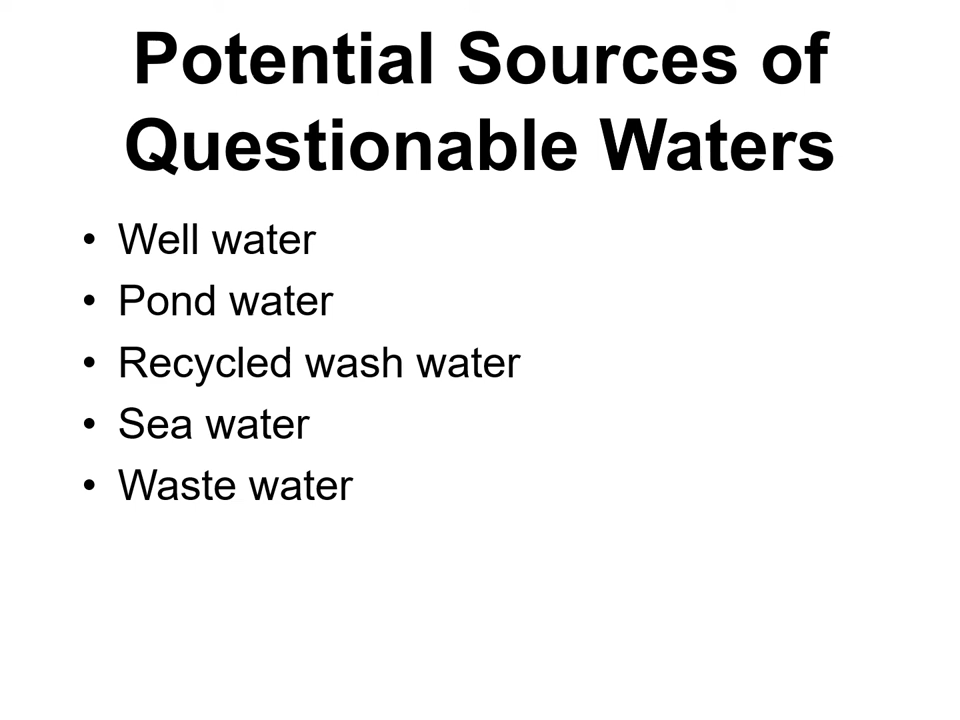 Potential Sources of
Questionable Waters
• Well water
• Pond water
• Recycled wash water
• Sea water
• Waste water